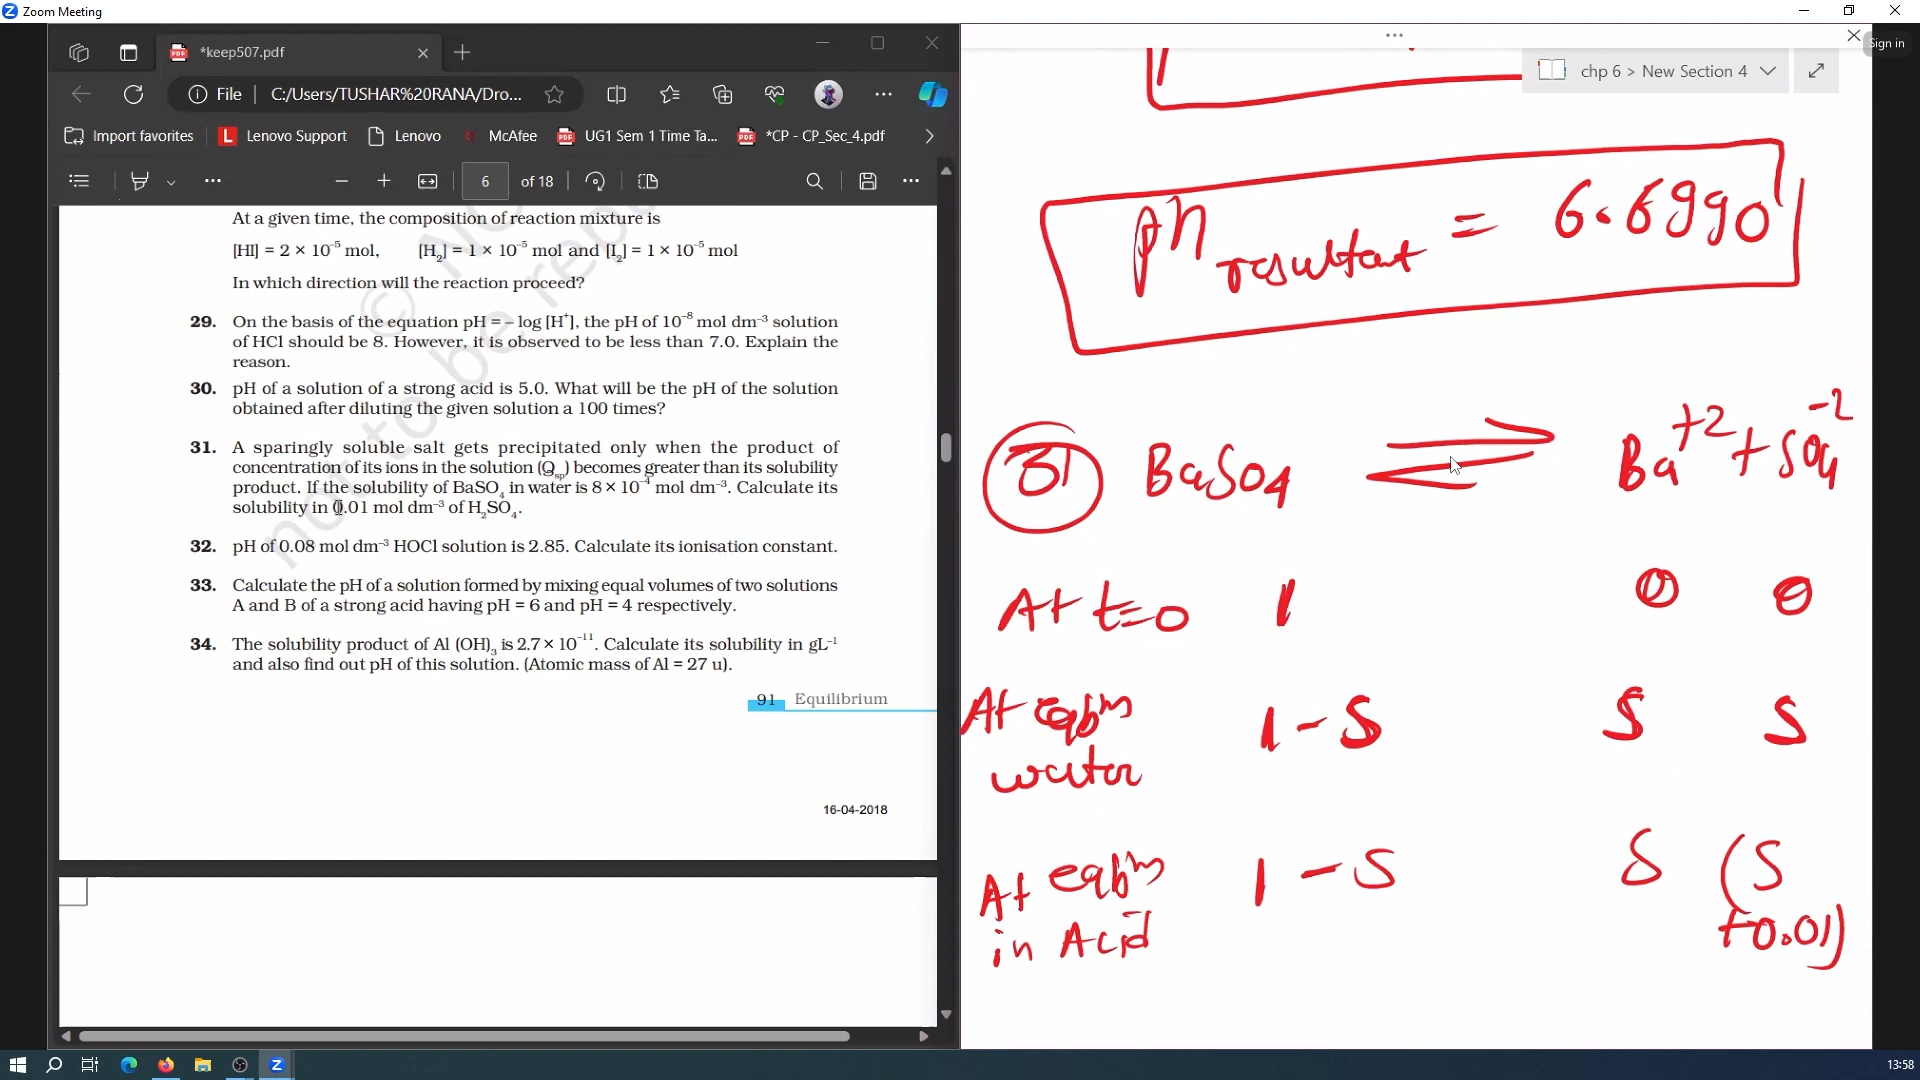 Zoom Meeting
*keep507.pdf
Sign in
File
C:/Users/TUSHAR%20RANA/Dro...
chp 6 > New Section 4
Import favorites
Lenovo Support
Lenovo
McAfee
UG1 Sem 1 Time Ta...
*CP - CP_Sec_4.pdf
6 of 18
At a given time, the composition of reaction mixture is
[HI] = 2 × 10⁻⁵ mol, [H₂] = 1 × 10⁻⁵ mol and [I₂] = 1 × 10⁻⁵ mol
In which direction will the reaction proceed?
29. On the basis of the equation pH = – log [H⁺], the pH of 10⁻⁸ mol dm⁻³ solution
of HCl should be 8. However, it is observed to be less than 7.0. Explain the
reason.
30. pH of a solution of a strong acid is 5.0. What will be the pH of the solution
obtained after diluting the given solution a 100 times?
31. A sparingly soluble salt gets precipitated only when the product of
concentration of its ions in the solution (Qsp) becomes greater than its solubility
product. If the solubility of BaSO₄ in water is 8 × 10⁻⁴ mol dm⁻³. Calculate its
solubility in 0.01 mol dm⁻³ of H₂SO₄.
32. pH of 0.08 mol dm⁻³ HOCl solution is 2.85. Calculate its ionisation constant.
33. Calculate the pH of a solution formed by mixing equal volumes of two solutions
A and B of a strong acid having pH = 6 and pH = 4 respectively.
34. The solubility product of Al (OH)₃ is 2.7 × 10⁻¹¹. Calculate its solubility in gL⁻¹
and also find out pH of this solution. (Atomic mass of Al = 27 u).
91 Equilibrium
16-04-2018
pH resultant = 6.6990
31 BaSO4 ⇌ Ba+2 + SO4-2
At t=0 1 0 0
At eqbm
water 1 - S S S
At eqbm
in Acid 1 - S S (S
+0.01)
13:58